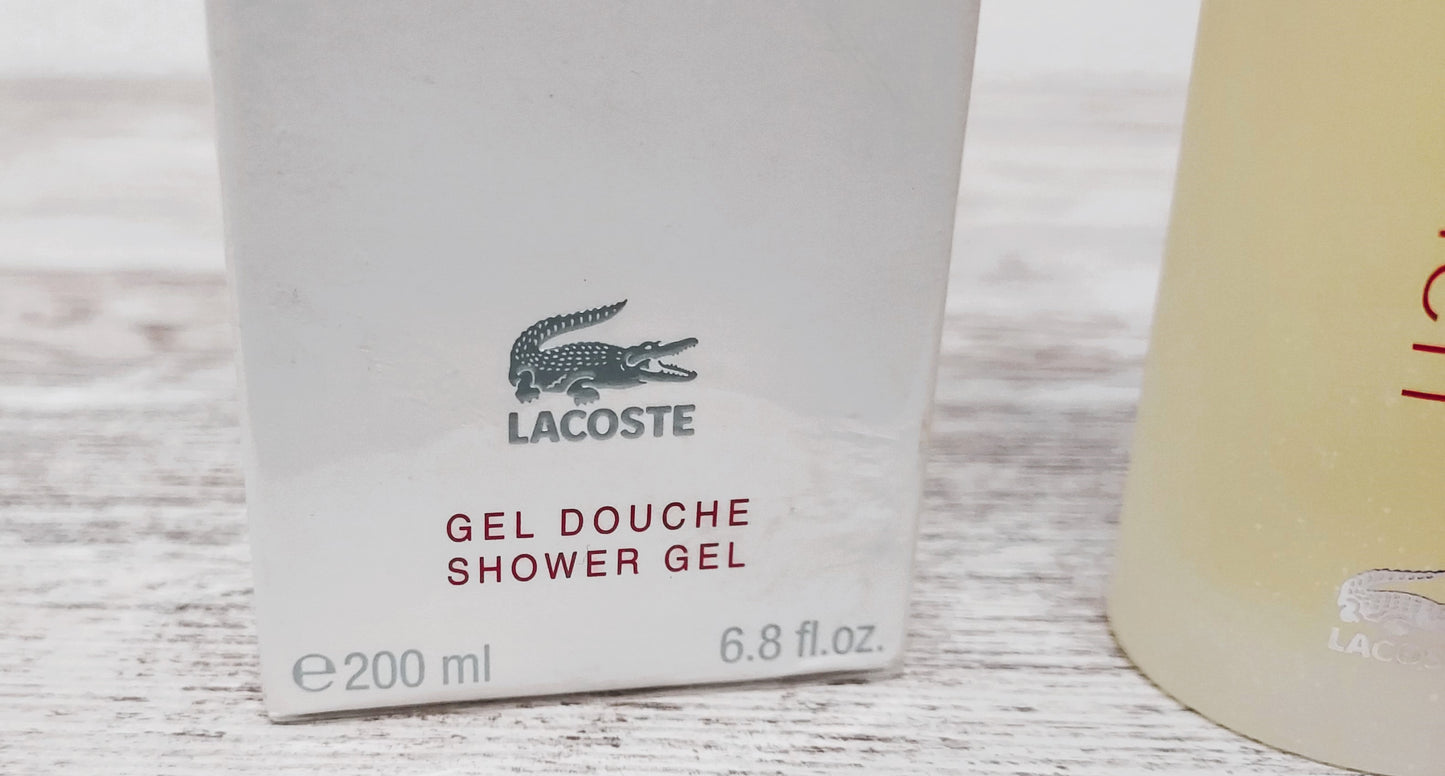 LACOSTE
GEL DOUCHE
SHOWER GEL
℮200 ml
6.8 fl.oz.